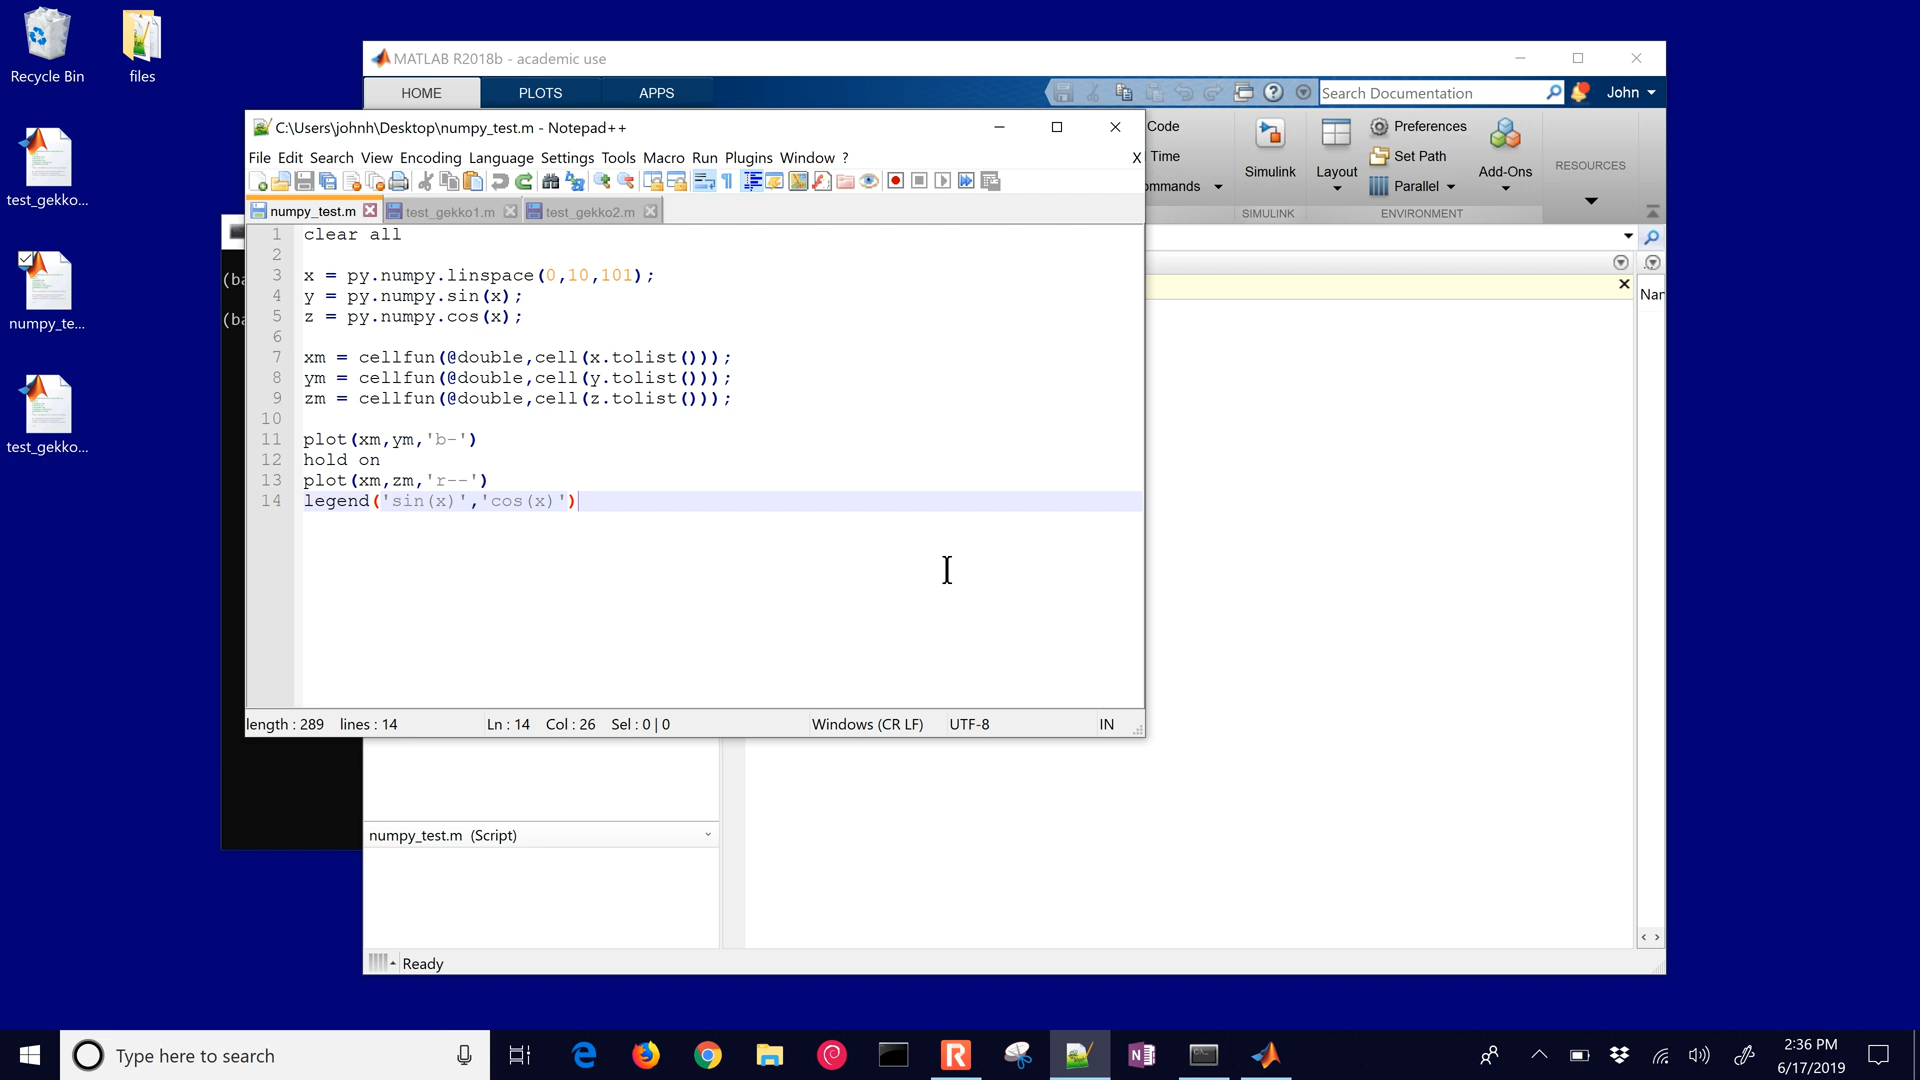 Recycle Bin
files
test_gekko...
numpy_te...
test_gekko...
MATLAB R2018b - academic use
HOME PLOTS APPS
Search Documentation
John
Code
Time
ommands
Simulink
SIMULINK
Layout
Preferences
Set Path
Parallel
Add-Ons
ENVIRONMENT
RESOURCES
Nar
C:\Users\johnh\Desktop\numpy_test.m - Notepad++
File Edit Search View Encoding Language Settings Tools Macro Run Plugins Window ?
X
numpy_test.m test_gekko1.m test_gekko2.m
1 clear all
2
3 x = py.numpy.linspace(0,10,101);
4 y = py.numpy.sin(x);
5 z = py.numpy.cos(x);
6
7 xm = cellfun(@double,cell(x.tolist()));
8 ym = cellfun(@double,cell(y.tolist()));
9 zm = cellfun(@double,cell(z.tolist()));
10
11 plot(xm,ym,'b-')
12 hold on
13 plot(xm,zm,'r--')
14 legend('sin(x)','cos(x)')
length : 289 lines : 14 Ln : 14 Col : 26 Sel : 0 | 0 Windows (CR LF) UTF-8 IN
(ba
(ba
numpy_test.m (Script)
Ready
Type here to search
2:36 PM
6/17/2019